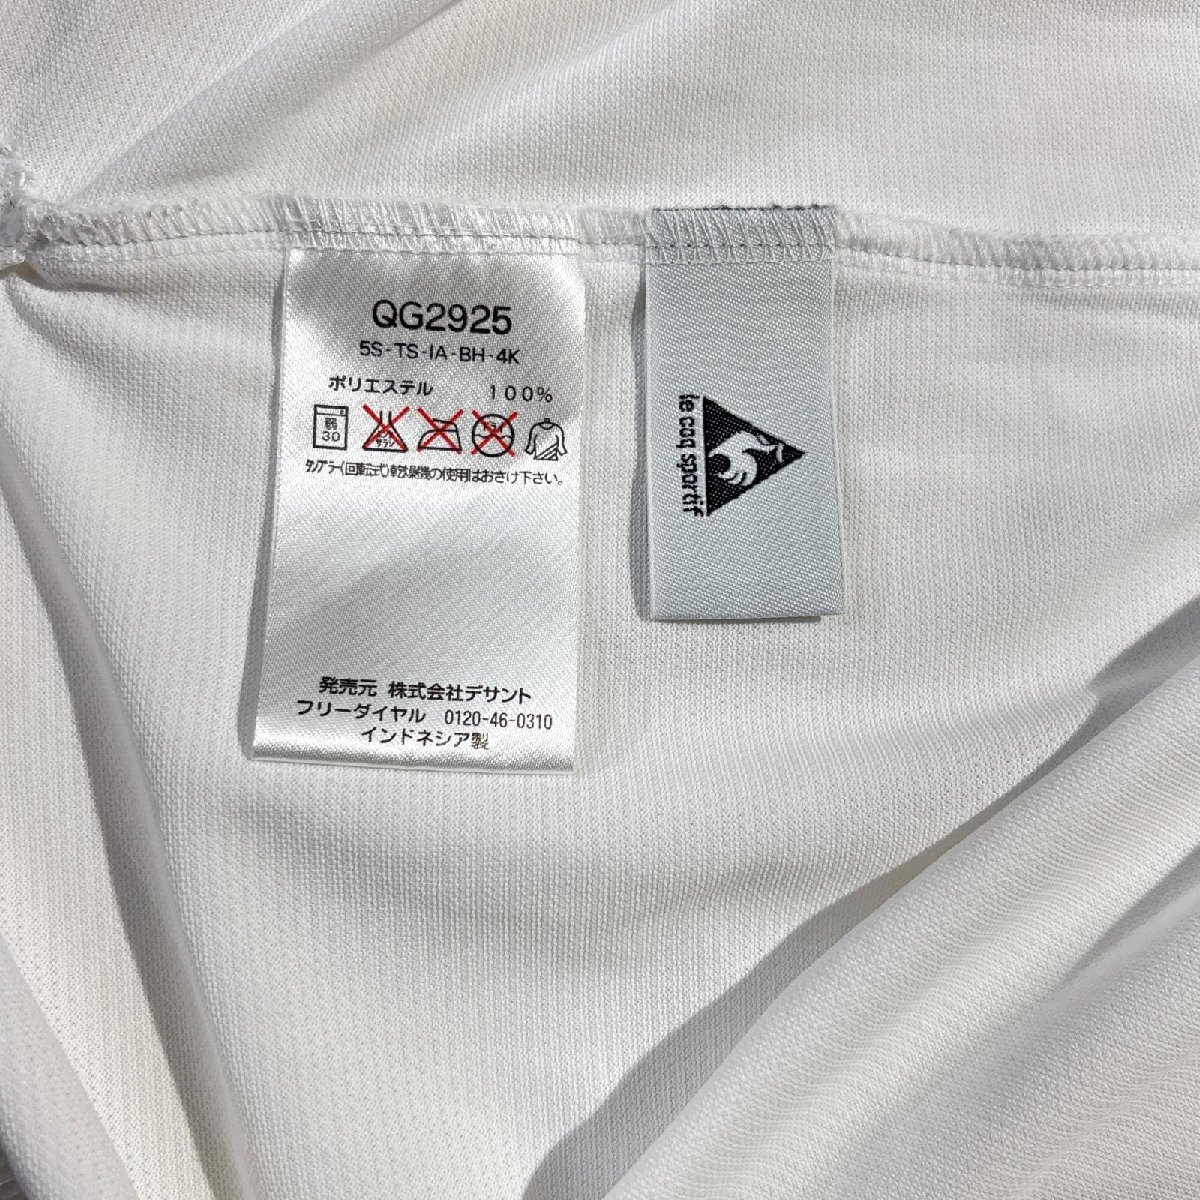 QG2925
5S-TS-IA-BH-4K
ポリエステル 100%
弱
30
タンブラー(回転式)乾燥機の使用はおさけ下さい。
発売元 株式会社デサント
フリーダイヤル 0120-46-0310
インドネシア製
le coq sportif